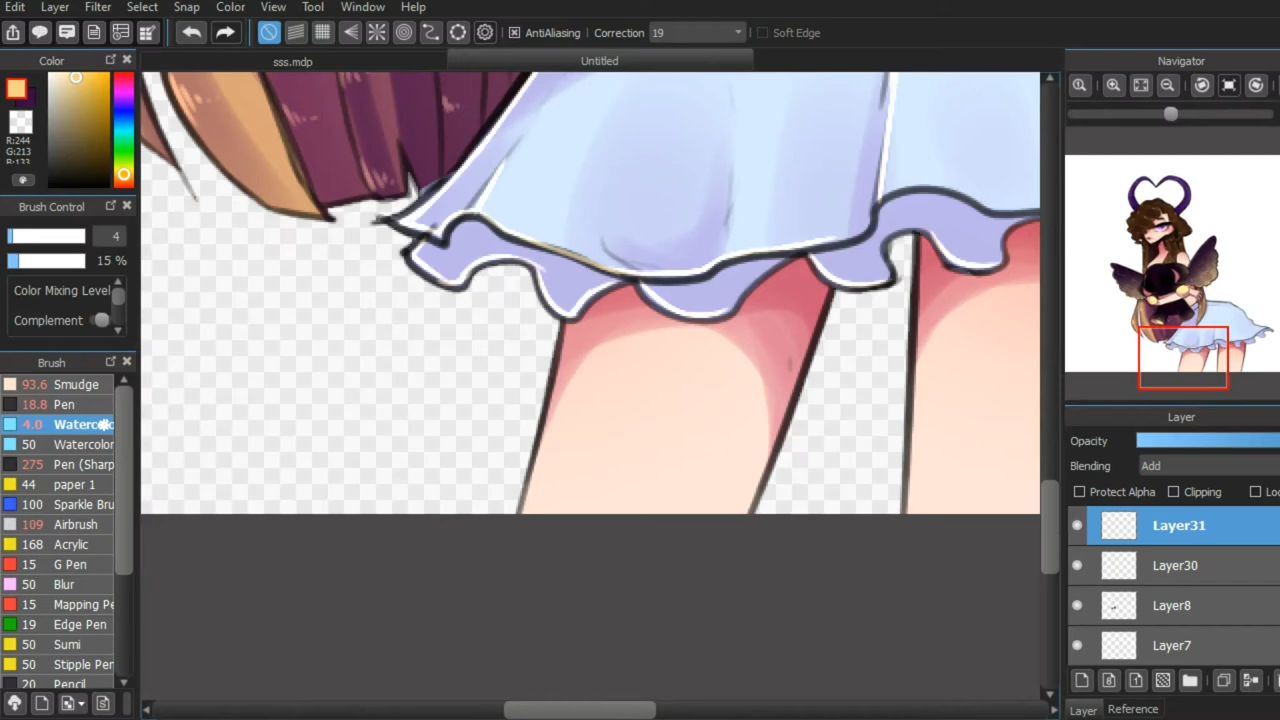 Edit Layer Filter Select Snap Color View Tool Window Help
AntiAliasing Correction 19 Soft Edge
Color
sss.mdp
Untitled
Navigator
R:244
G:213
B:133
Brush Control
4
15 %
Color Mixing Level
Complement
Brush
93.6 Smudge
18.8 Pen
4.0 Waterco
50 Watercolor
275 Pen (Sharp
44 paper 1
100 Sparkle Bru
109 Airbrush
168 Acrylic
15 G Pen
50 Blur
15 Mapping Pe
19 Edge Pen
50 Sumi
50 Stipple Pen
20 Pencil
Layer
Opacity
Blending Add
Protect Alpha Clipping Loc
Layer31
Layer30
Layer8
Layer7
Layer Reference